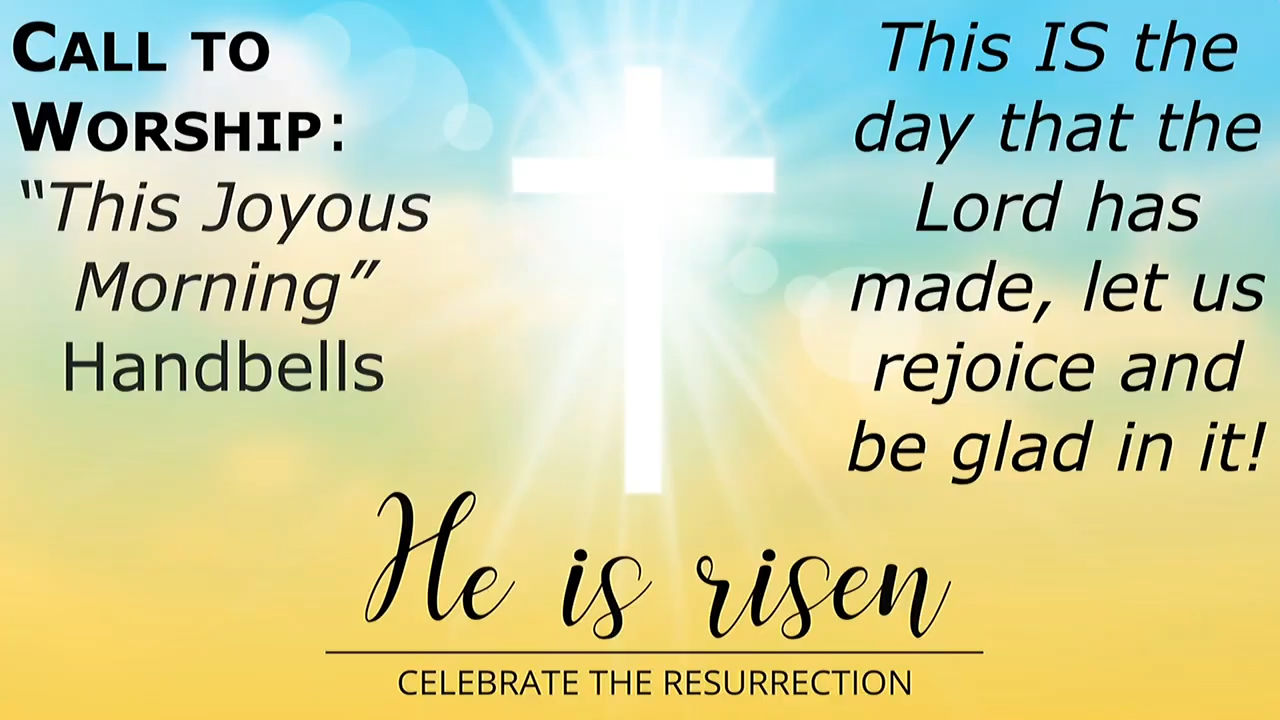 CALL TO
WORSHIP:
“This Joyous
Morning”
Handbells
This IS the
day that the
Lord has
made, let us
rejoice and
be glad in it!
He is risen
CELEBRATE THE RESURRECTION